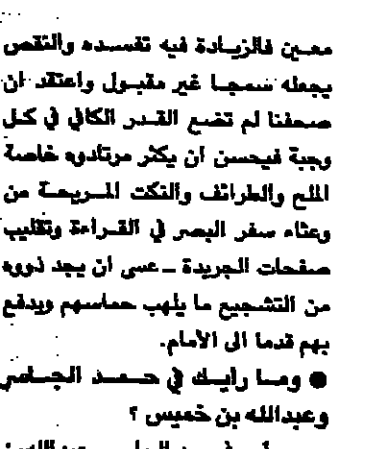 معين فالزيادة فيه تفسده والنقص
يجعله سمجا غير مقبول واعتقد ان
صحفنا لم تضع القدر الكافي في كل
وجبة فيحسن ان يكثر مرتادوه خاصة
الملح والطرائف والنكت المريحة من
وعثاء سفر البصر في القراءة وتقليب
صفحات الجريدة ـ عسى ان يجد ذووه
من التشجيع ما يلهب حماسهم ويدفع
بهم قدما الى الأمام.
● وما رايك في حمد الجاسر
وعبدالله بن خميس ؟